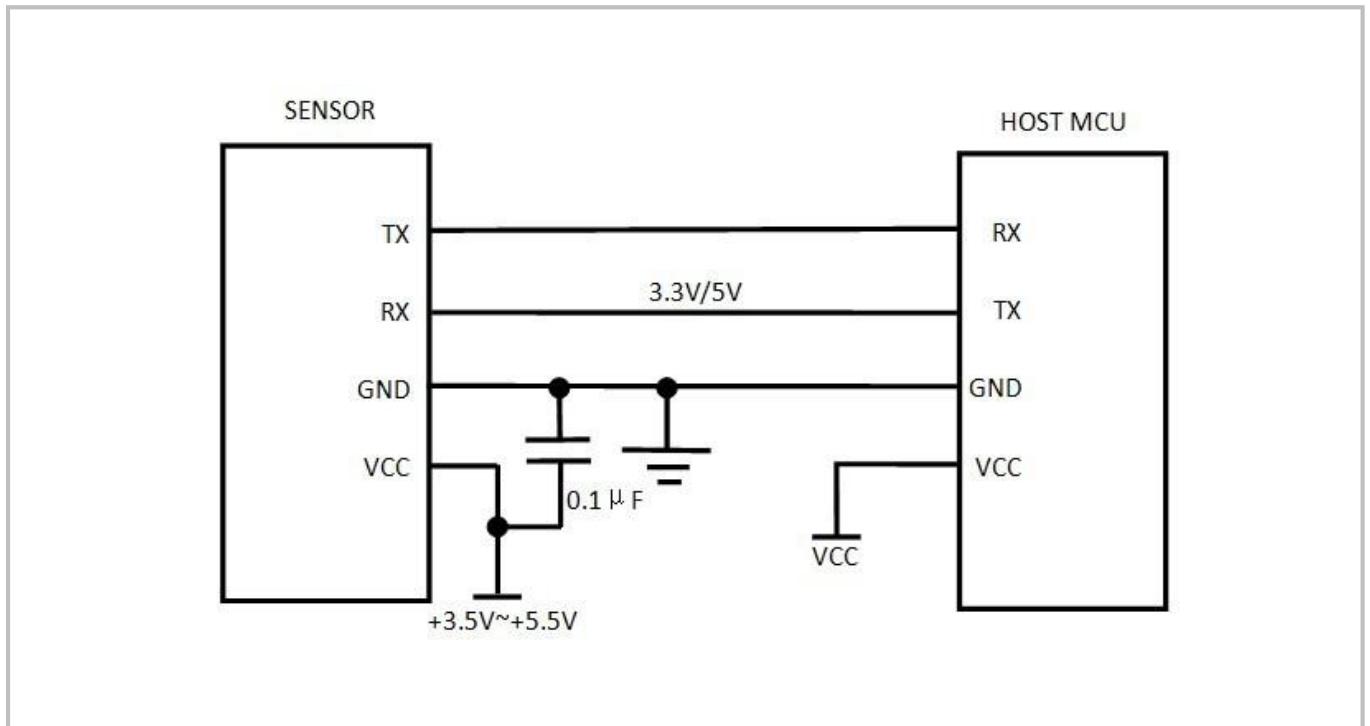 SENSOR
HOST MCU
TX
RX
3.3V/5V
RX
TX
GND
GND
VCC
VCC
0.1 μ F
VCC
+3.5V~+5.5V